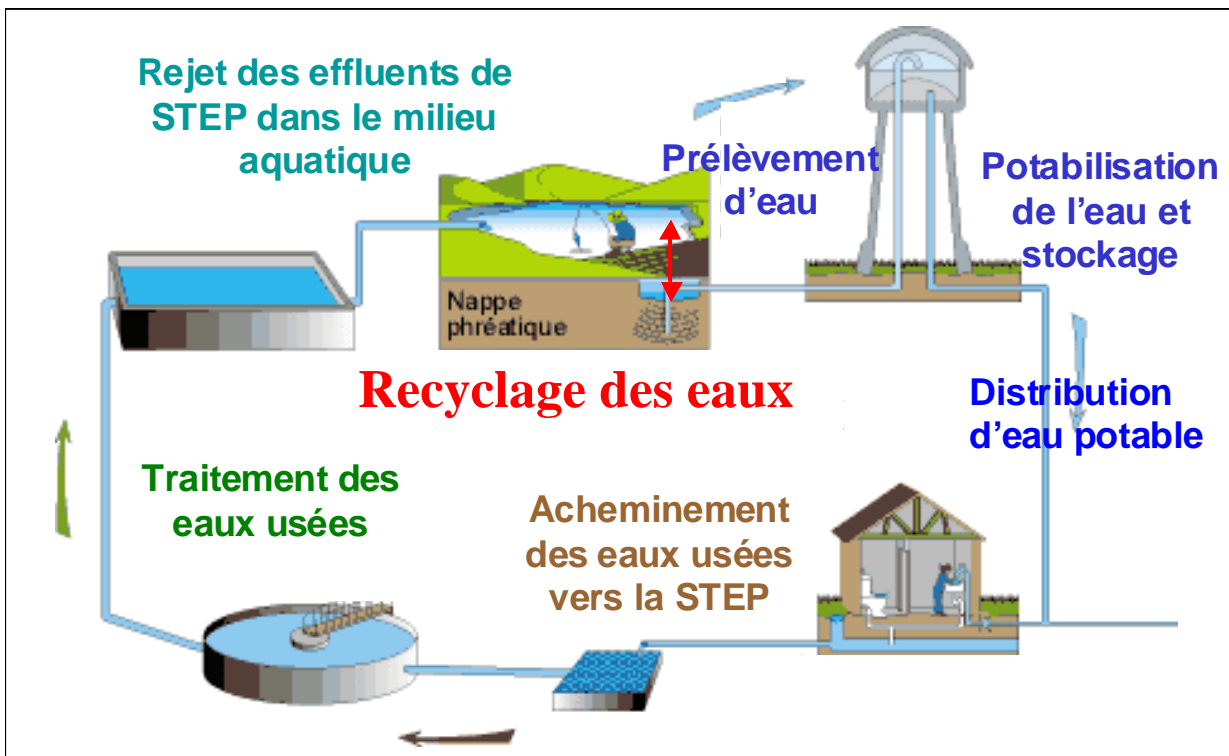 Rejet des effluents de
STEP dans le milieu
aquatique
Prélèvement
d'eau
Potabilisation
de l'eau et
stockage
Nappe
phréatique
Recyclage des eaux
Distribution
d'eau potable
Traitement des
eaux usées
Acheminement
des eaux usées
vers la STEP